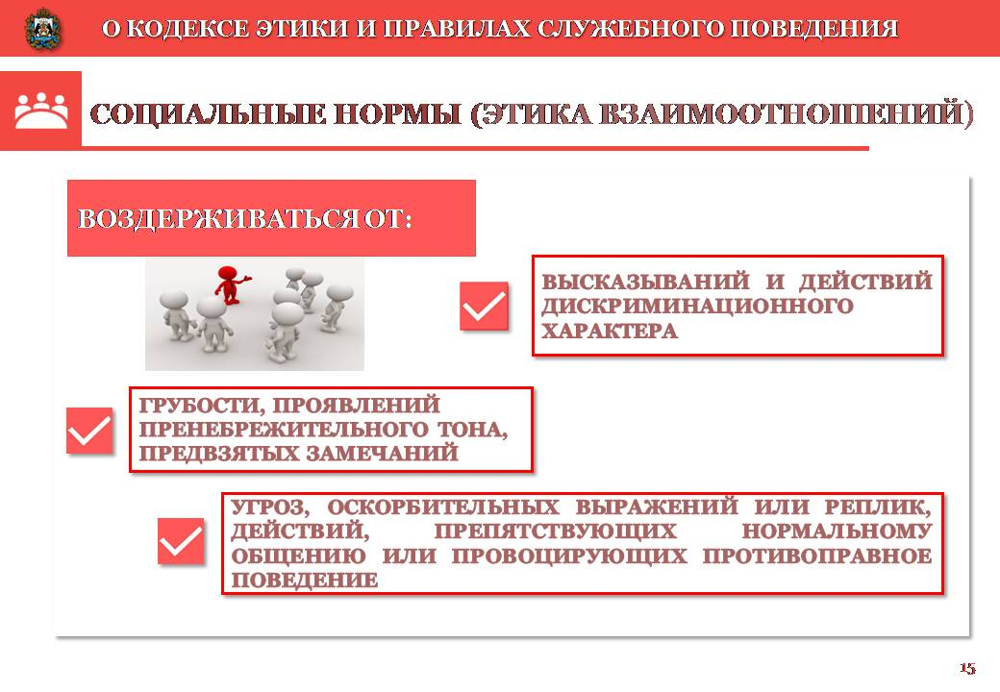 О КОДЕКСЕ ЭТИКИ И ПРАВИЛАХ СЛУЖЕБНОГО ПОВЕДЕНИЯ
СОЦИАЛЬНЫЕ НОРМЫ (ЭТИКА ВЗАИМООТНОШЕНИЙ)
ВОЗДЕРЖИВАТЬСЯ ОТ:
ВЫСКАЗЫВАНИЙ И ДЕЙСТВИЙ
ДИСКРИМИНАЦИОННОГО
ХАРАКТЕРА
ГРУБОСТИ, ПРОЯВЛЕНИЙ
ПРЕНЕБРЕЖИТЕЛЬНОГО ТОНА,
ПРЕДВЗЯТЫХ ЗАМЕЧАНИЙ
УГРОЗ, ОСКОРБИТЕЛЬНЫХ ВЫРАЖЕНИЙ ИЛИ РЕПЛИК,
ДЕЙСТВИЙ, ПРЕПЯТСТВУЮЩИХ НОРМАЛЬНОМУ
ОБЩЕНИЮ ИЛИ ПРОВОЦИРУЮЩИХ ПРОТИВОПРАВНОЕ
ПОВЕДЕНИЕ
15